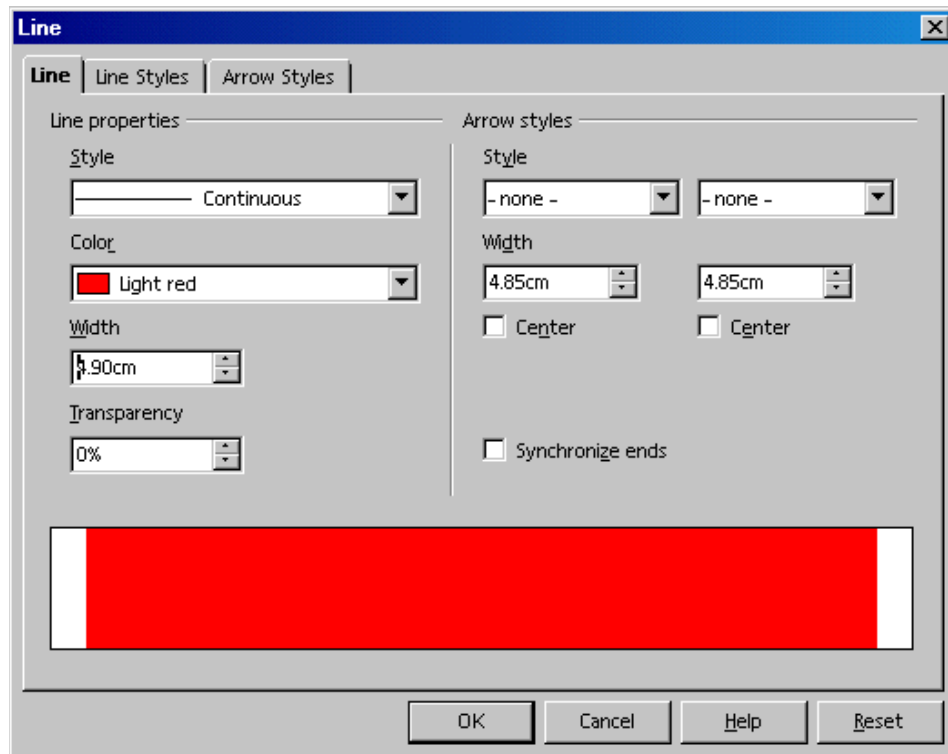 Line
Line Line Styles Arrow Styles
Line properties
Style
Continuous
Color
Light red
Width
.90cm
Transparency
0%
Arrow styles
Style
- none - - none -
Width
4.85cm 4.85cm
Center Center
Synchronize ends
OK Cancel Help Reset